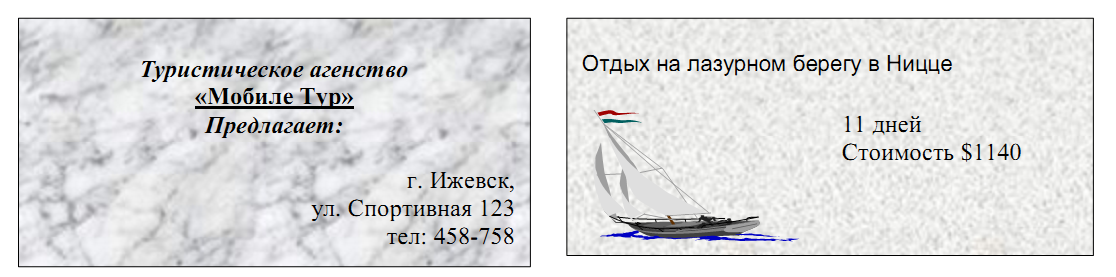 Туристическое агенство
«Мобиле Тур»
Предлагает:
г. Ижевск,
ул. Спортивная 123
тел: 458-758
Отдых на лазурном берегу в Ницце
11 дней
Стоимость $1140